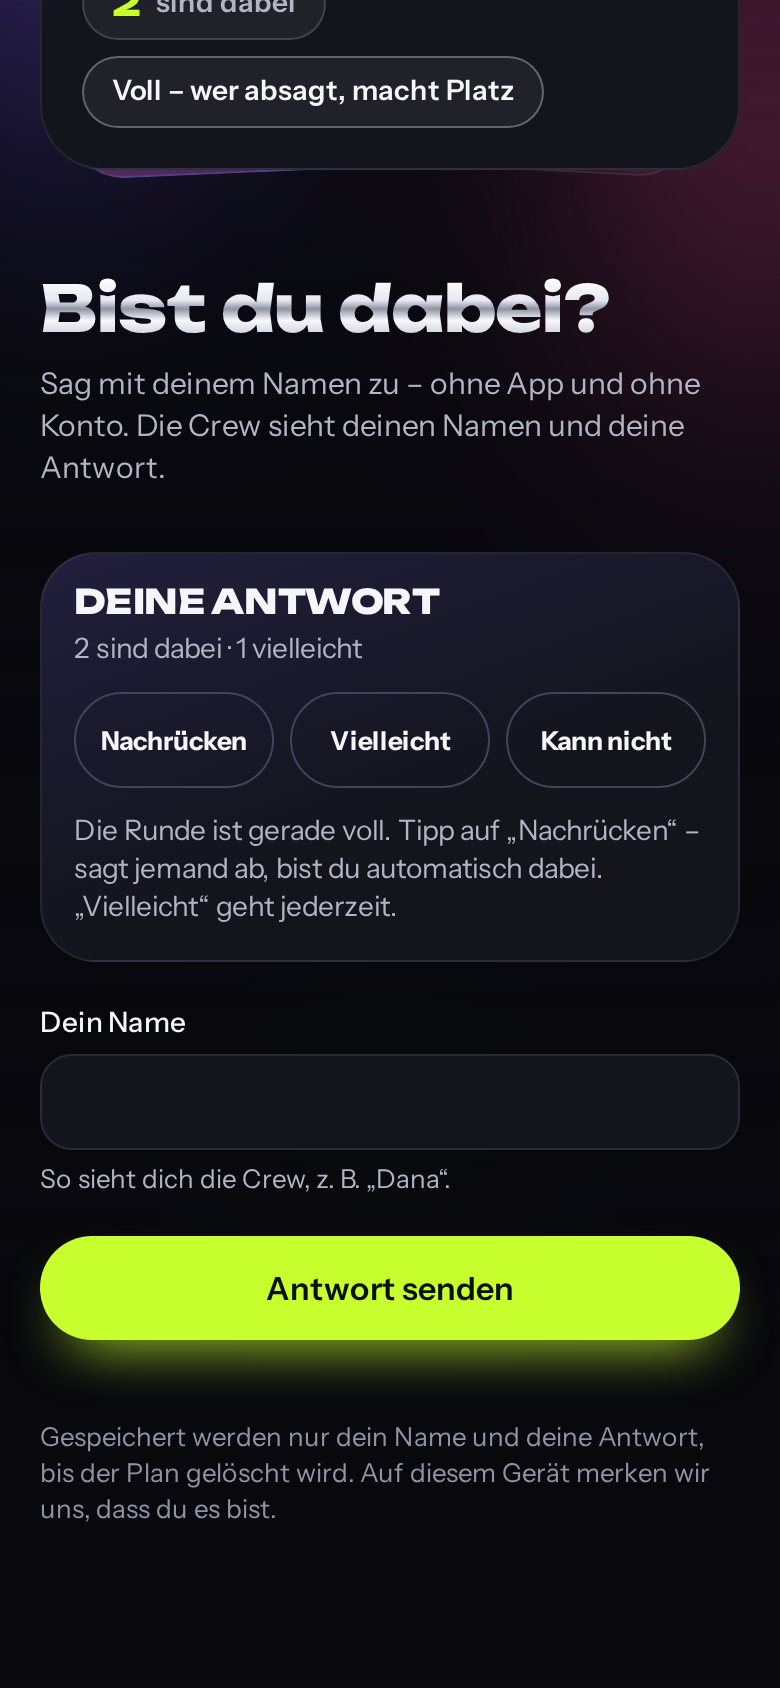 2 sind dabei
Voll – wer absagt, macht Platz
Bist du dabei?
Sag mit deinem Namen zu – ohne App und ohne
Konto. Die Crew sieht deinen Namen und deine
Antwort.
DEINE ANTWORT
2 sind dabei · 1 vielleicht
Nachrücken
Vielleicht
Kann nicht
Die Runde ist gerade voll. Tipp auf „Nachrücken“ –
sagt jemand ab, bist du automatisch dabei.
„Vielleicht“ geht jederzeit.
Dein Name
So sieht dich die Crew, z. B. „Dana“.
Antwort senden
Gespeichert werden nur dein Name und deine Antwort,
bis der Plan gelöscht wird. Auf diesem Gerät merken wir
uns, dass du es bist.